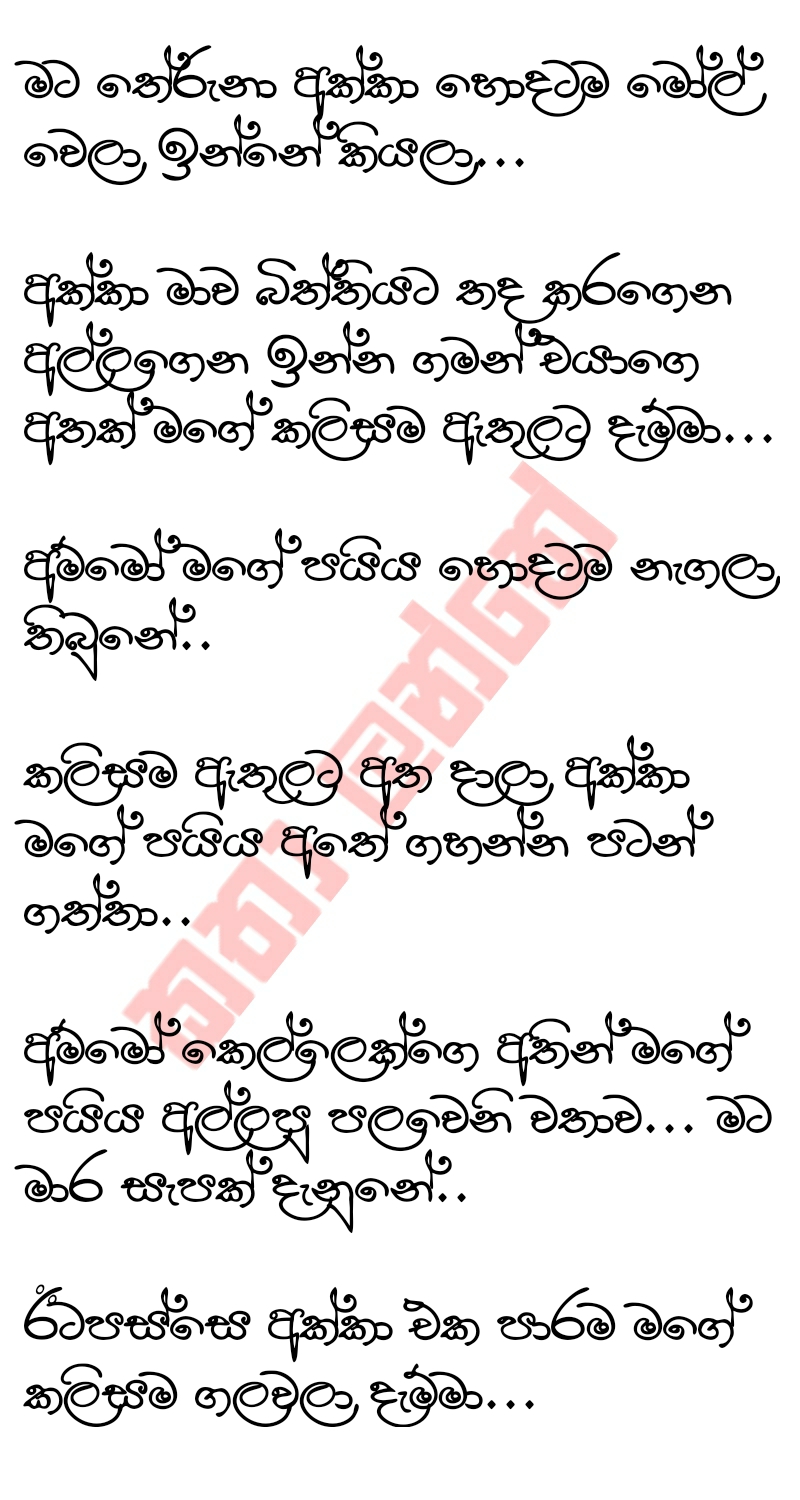 මට තේරුනා අක්කා හොදටම මෝල්
වෙලා ඉන්නේ කියලා...
අක්කා මාව බිත්තියට තද කරගෙන
අල්ලගෙන ඉන්න ගමන් එයාගෙ
අතක් මගේ කලිසම ඇතුලට දැම්මා...
අම්මෝ මගේ පයිය හොදටම නැගලා
තිබුනේ..
කලිසම ඇතුලට අත දාලා අක්කා
මගේ පයිය අතේ ගහන්න පටන්
ගත්තා..
අම්මෝ කෙල්ලෙක්ගෙ අතින් මගේ
පයිය අල්ලපු පලවෙනි වතාව... මට
මාර සැපක් දැනුනේ..
ඊටපස්සෙ අක්කා එක පාරම මගේ
කලිසම ගලවලා දැම්මා...